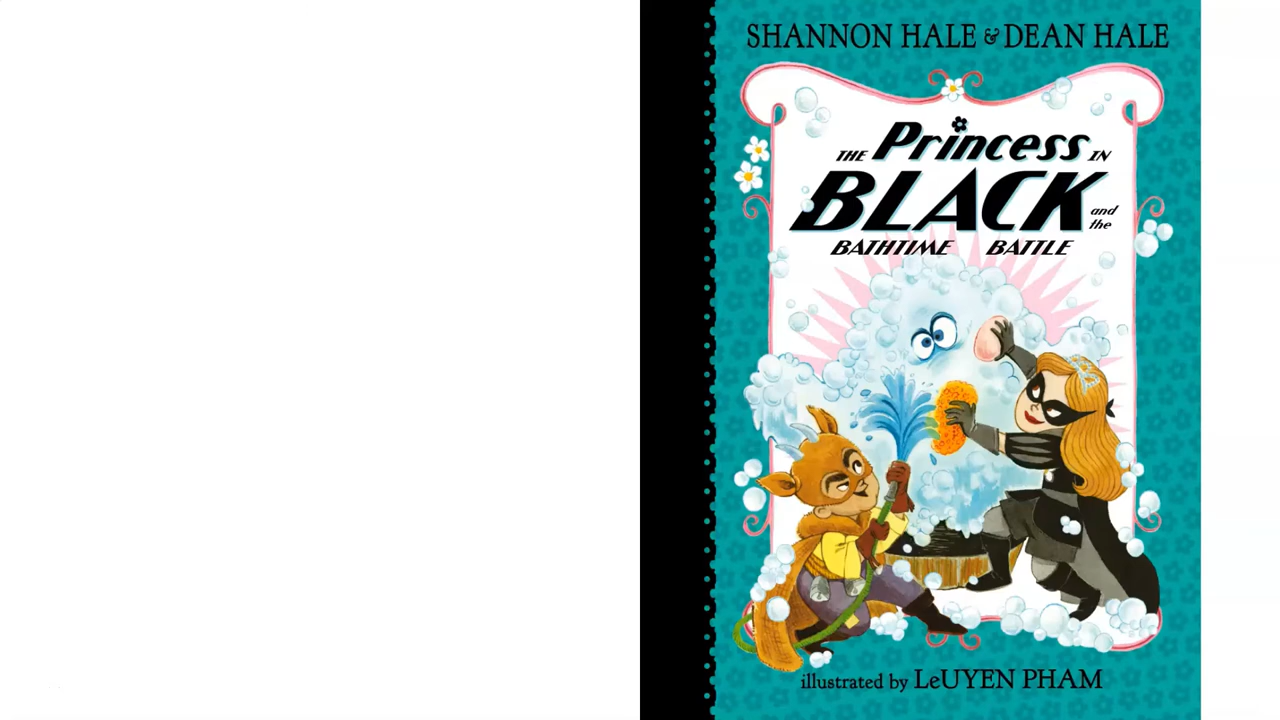 SHANNON HALE & DEAN HALE
THE Princess IN
BLACK and the
BATHTIME BATTLE
illustrated by LeUYEN PHAM